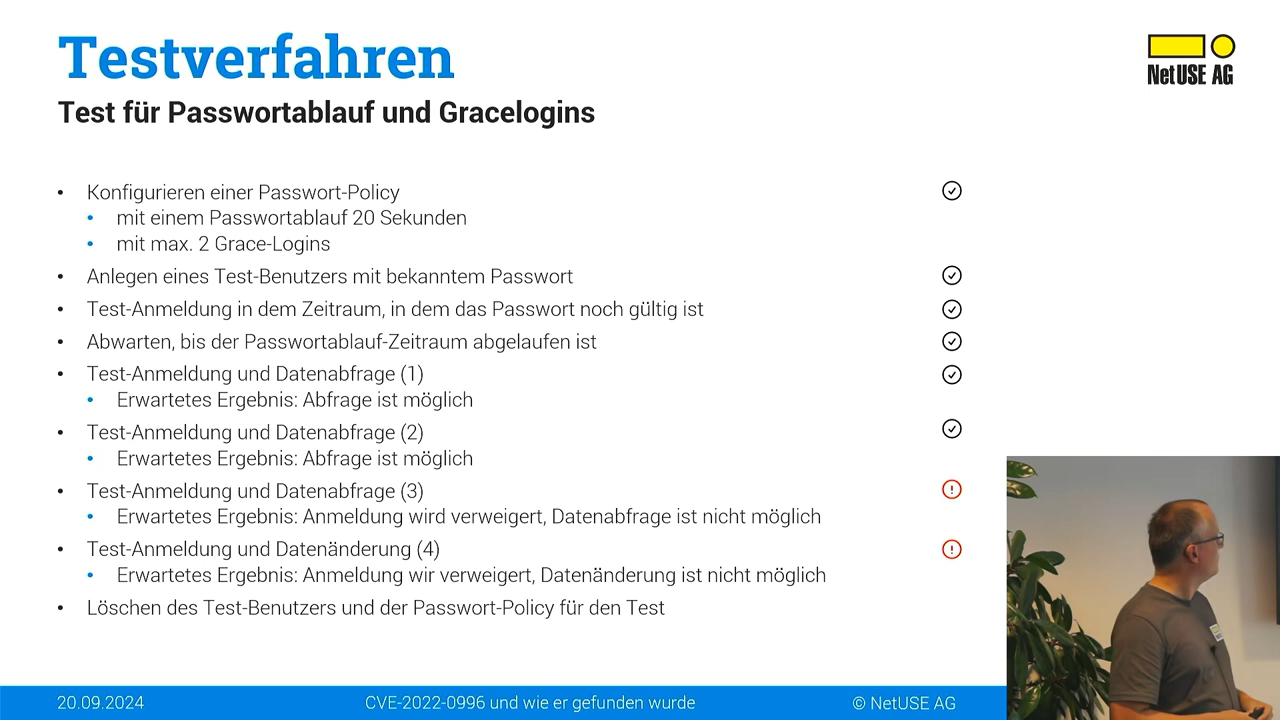 Testverfahren
NetUSE AG
Test für Passwortablauf und Gracelogins
• Konfigurieren einer Passwort-Policy
• mit einem Passwortablauf 20 Sekunden
• mit max. 2 Grace-Logins
• Anlegen eines Test-Benutzers mit bekanntem Passwort
• Test-Anmeldung in dem Zeitraum, in dem das Passwort noch gültig ist
• Abwarten, bis der Passwortablauf-Zeitraum abgelaufen ist
• Test-Anmeldung und Datenabfrage (1)
• Erwartetes Ergebnis: Abfrage ist möglich
• Test-Anmeldung und Datenabfrage (2)
• Erwartetes Ergebnis: Abfrage ist möglich
• Test-Anmeldung und Datenabfrage (3)
• Erwartetes Ergebnis: Anmeldung wird verweigert, Datenabfrage ist nicht möglich
• Test-Anmeldung und Datenänderung (4)
• Erwartetes Ergebnis: Anmeldung wir verweigert, Datenänderung ist nicht möglich
• Löschen des Test-Benutzers und der Passwort-Policy für den Test
20.09.2024
CVE-2022-0996 und wie er gefunden wurde
© NetUSE AG